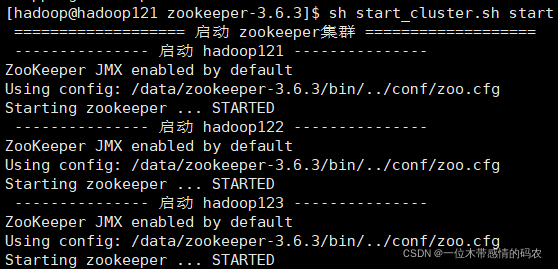 [hadoop@hadoop121 zookeeper-3.6.3]$ sh start_cluster.sh start
=================== 启动 zookeeper集群 ===================
--------------- 启动 hadoop121 ---------------
ZooKeeper JMX enabled by default
Using config: /data/zookeeper-3.6.3/bin/../conf/zoo.cfg
Starting zookeeper ... STARTED
--------------- 启动 hadoop122 ---------------
ZooKeeper JMX enabled by default
Using config: /data/zookeeper-3.6.3/bin/../conf/zoo.cfg
Starting zookeeper ... STARTED
--------------- 启动 hadoop123 ---------------
ZooKeeper JMX enabled by default
Using config: /data/zookeeper-3.6.3/bin/../conf/zoo.cfg
Starting zookeeper ... STARTED
CSDN @一位木带感情的码农